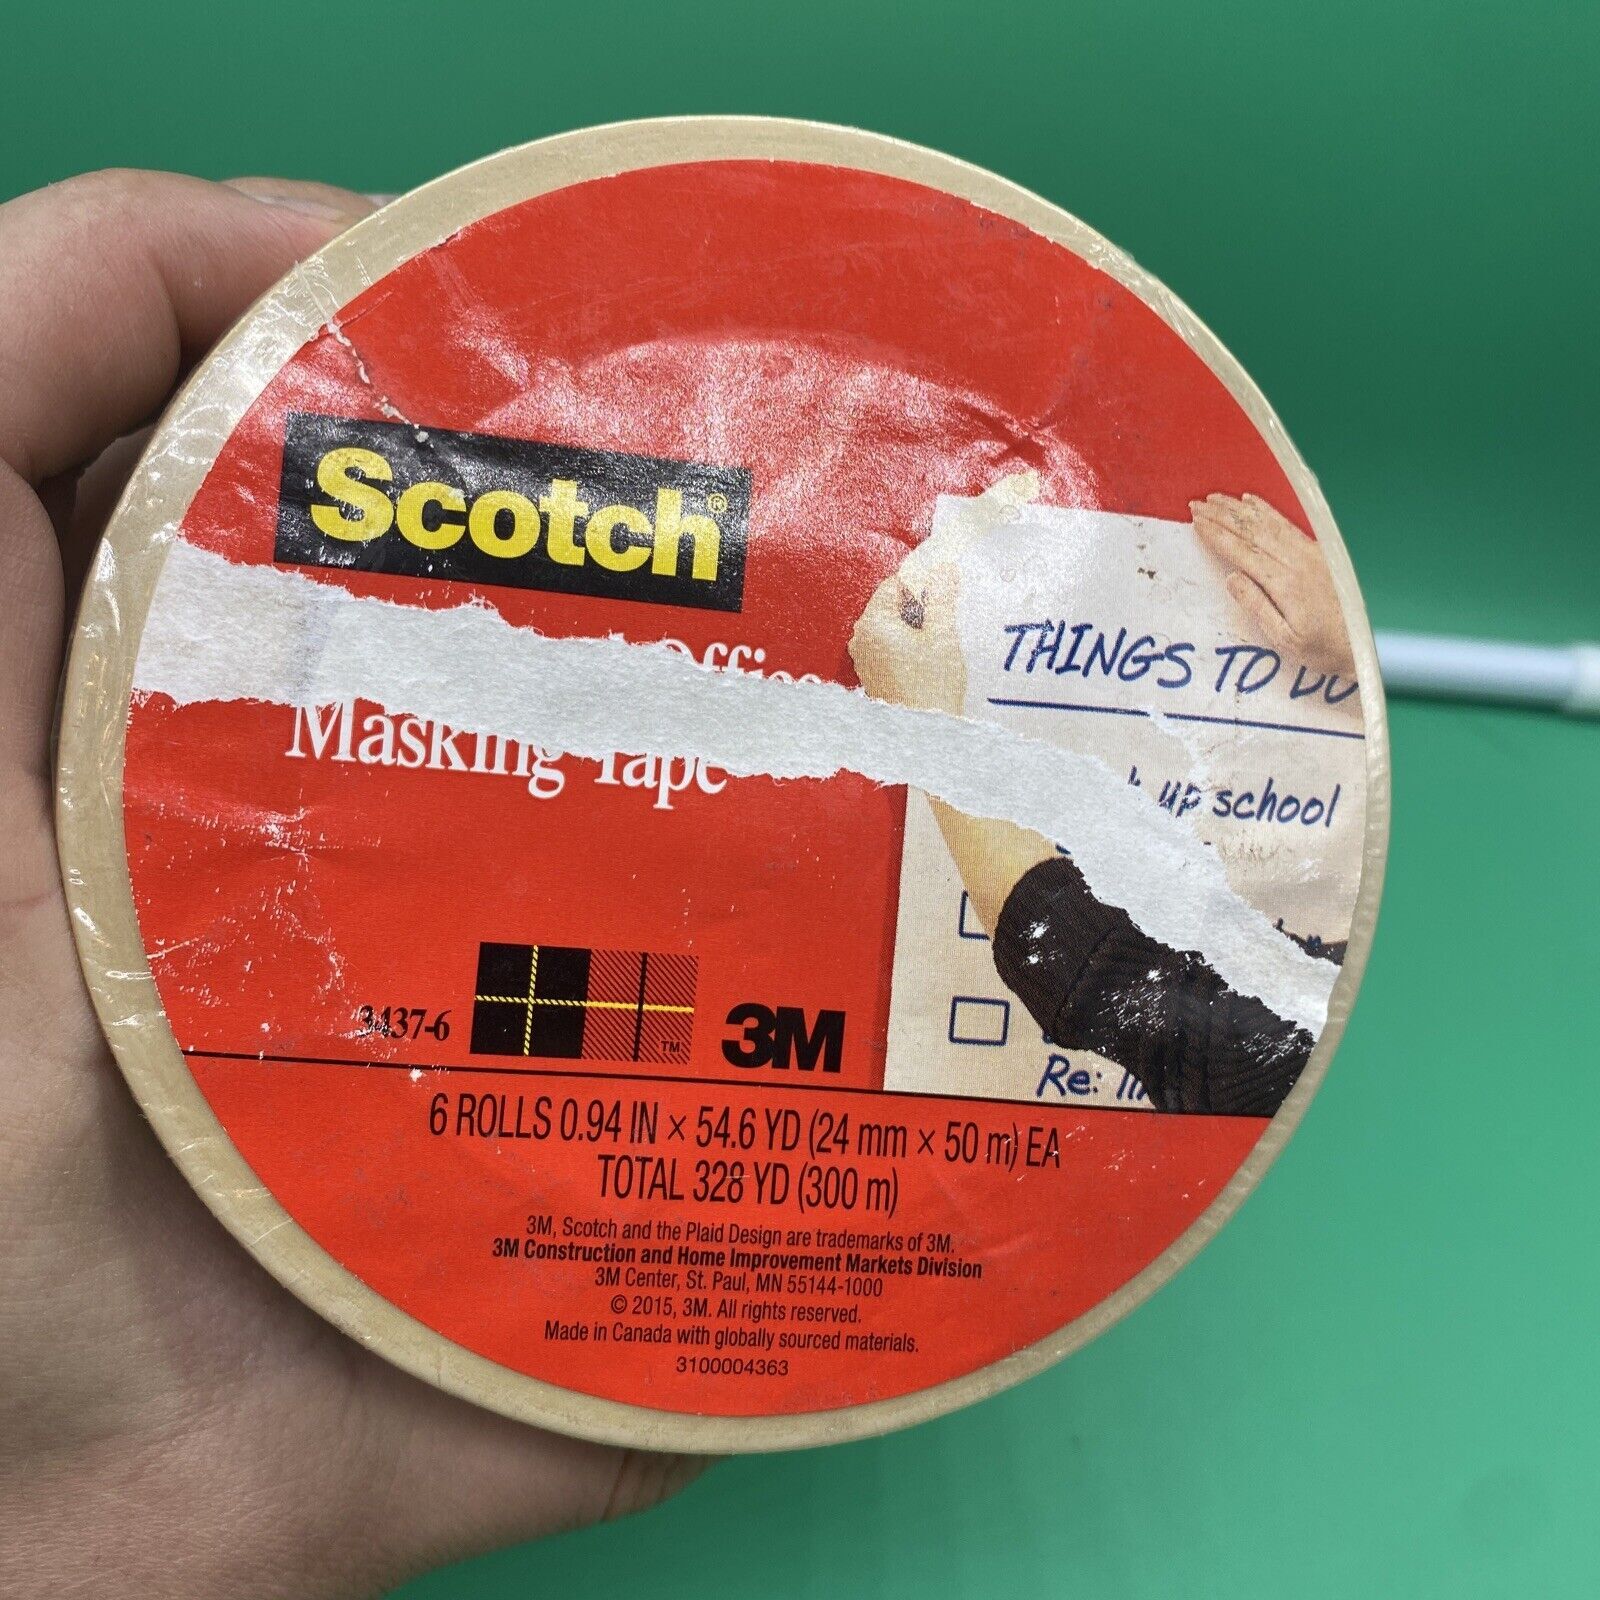 Scotch®
Office
Masking Tape
THINGS TO DO
up school
Re:
3437-6
TM
3M
6 ROLLS 0.94 IN × 54.6 YD (24 mm × 50 m) EA
TOTAL 328 YD (300 m)
3M, Scotch and the Plaid Design are trademarks of 3M.
3M Construction and Home Improvement Markets Division
3M Center, St. Paul, MN 55144-1000
© 2015, 3M. All rights reserved.
Made in Canada with globally sourced materials.
3100004363